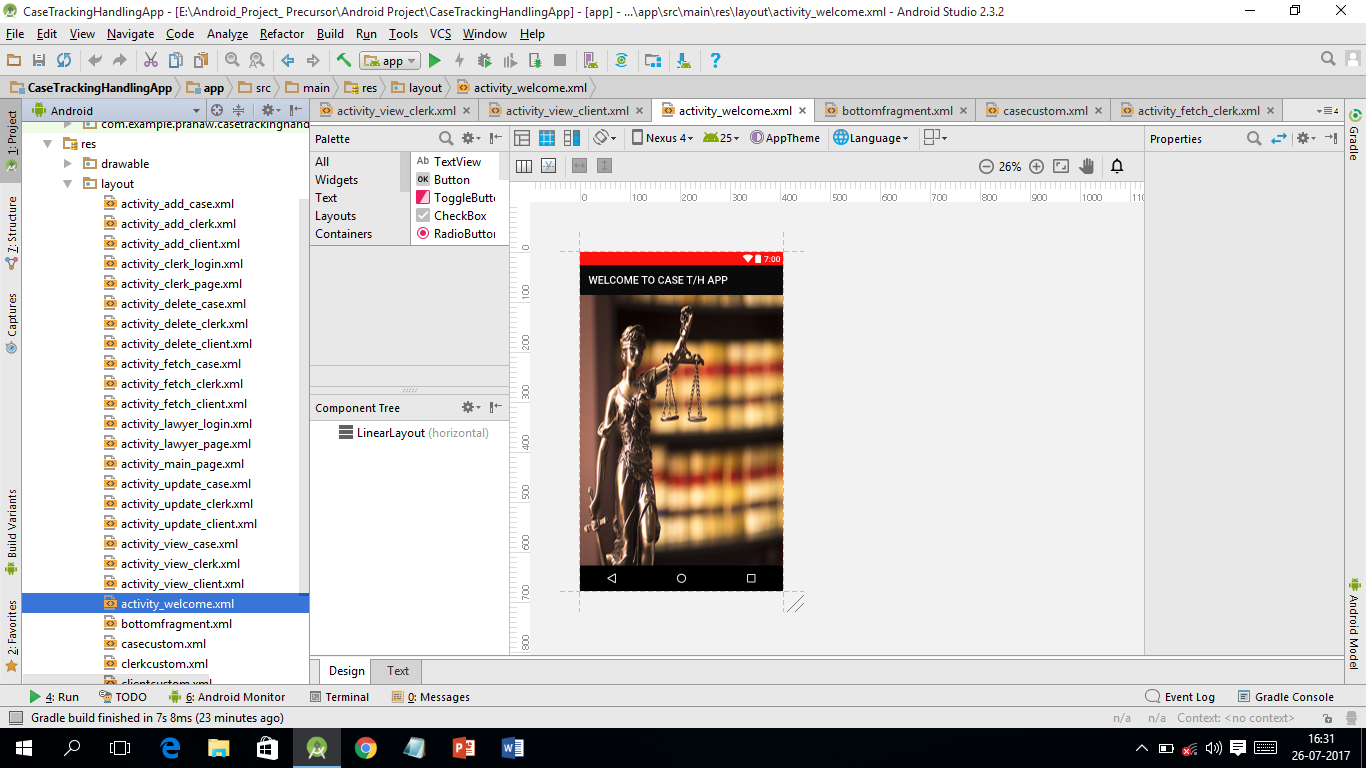 CaseTrackingHandlingApp - [E:\Android_Project_ Precursor\Android Project\CaseTrackingHandlingApp] - [app] - ...\app\src\main\res\layout\activity_welcome.xml - Android Studio 2.3.2
File Edit View Navigate Code Analyze Refactor Build Run Tools VCS Window Help
app
CaseTrackingHandlingApp app src main res layout activity_welcome.xml
Android
activity_view_clerk.xml activity_view_client.xml activity_welcome.xml bottomfragment.xml casecustom.xml activity_fetch_clerk.xml 4
1: Project
7: Structure
Captures
Build Variants
2: Favorites
com.example.pranaw.casetrackinghand
res
drawable
layout
activity_add_case.xml
activity_add_clerk.xml
activity_add_client.xml
activity_clerk_login.xml
activity_clerk_page.xml
activity_delete_case.xml
activity_delete_clerk.xml
activity_delete_client.xml
activity_fetch_case.xml
activity_fetch_clerk.xml
activity_fetch_client.xml
activity_lawyer_login.xml
activity_lawyer_page.xml
activity_main_page.xml
activity_update_case.xml
activity_update_clerk.xml
activity_update_client.xml
activity_view_case.xml
activity_view_clerk.xml
activity_view_client.xml
activity_welcome.xml
bottomfragment.xml
casecustom.xml
clerkcustom.xml
clientcustom.xml
Palette
All
Widgets
Text
Layouts
Containers
Ab TextView
OK Button
ToggleButt
CheckBox
RadioButtor
Component Tree
LinearLayout (horizontal)
Nexus 4 25 AppTheme Language
26%
0 100 200 300 400 500 600 700 800 900 1000 110
0
100
200
300
400
500
600
700
800
7:00
WELCOME TO CASE T/H APP
Properties
Gradle
Android Model
Design Text
4: Run TODO 6: Android Monitor Terminal 0: Messages Event Log Gradle Console
Gradle build finished in 7s 8ms (23 minutes ago) n/a n/a Context: <no context>
16:31
26-07-2017